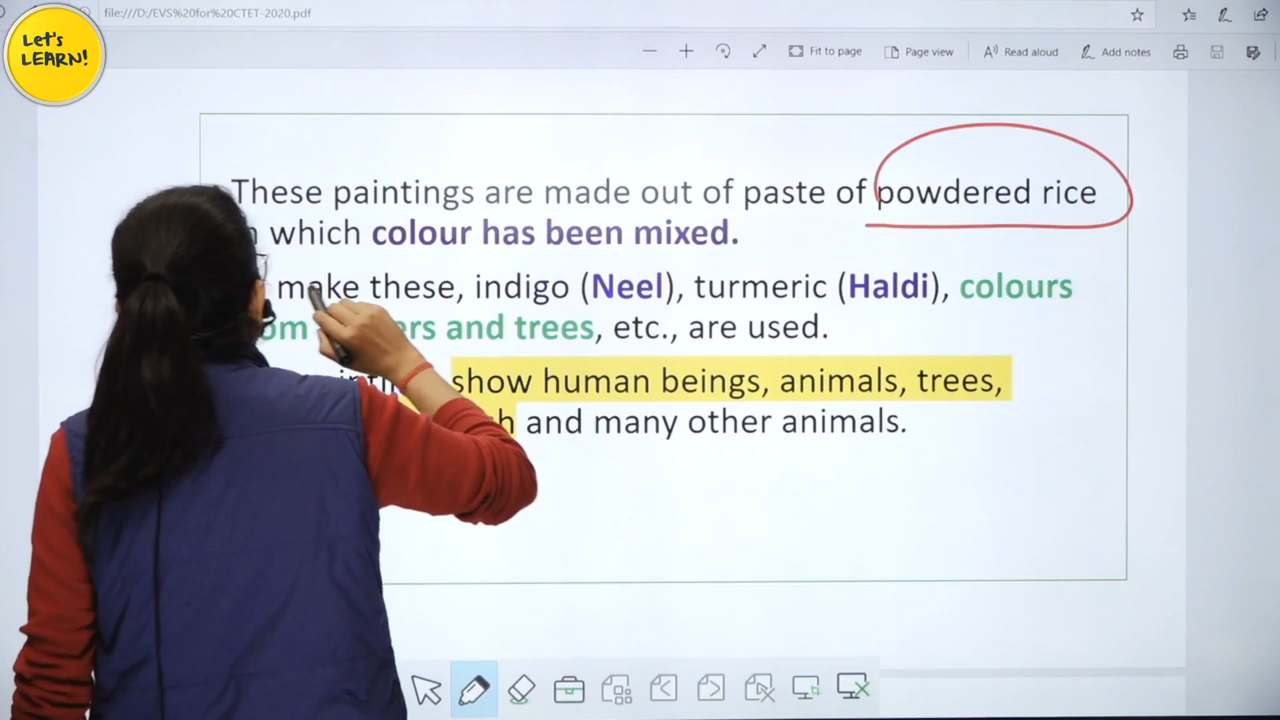 file:///D:/EVS%20for%20CTET-2020.pdf
Let's
LEARN!
Fit to page
Page view
Read aloud
Add notes
These paintings are made out of paste of powdered rice
which colour has been mixed.
make these, indigo (Neel), turmeric (Haldi), colours
and trees, etc., are used.
show human beings, animals, trees,
and many other animals.